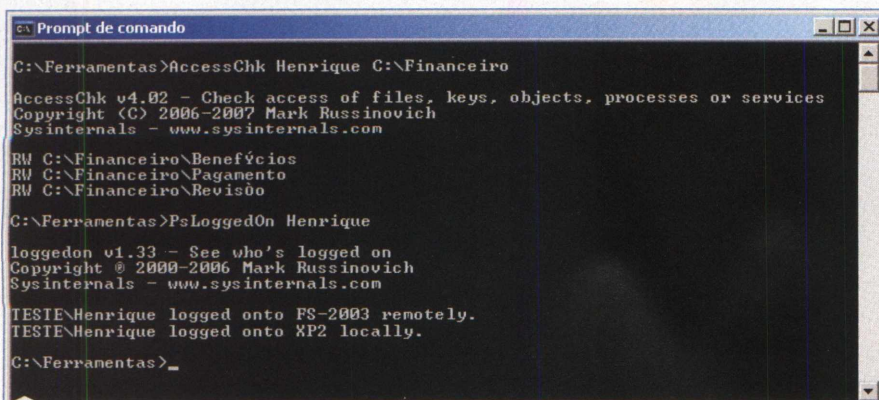 Prompt de comando
C:\Ferramentas>AccessChk Henrique C:\Financeiro
AccessChk v4.02 - Check access of files, keys, objects, processes or services
Copyright (C) 2006-2007 Mark Russinovich
Sysinternals - www.sysinternals.com
RW C:\Financeiro\Benefýcios
RW C:\Financeiro\Pagamento
RW C:\Financeiro\Revisòo
C:\Ferramentas>PsLoggedOn Henrique
loggedon v1.33 - See who's logged on
Copyright ® 2000-2006 Mark Russinovich
Sysinternals - www.sysinternals.com
TESTE\Henrique logged onto FS-2003 remotely.
TESTE\Henrique logged onto XP2 locally.
C:\Ferramentas>_